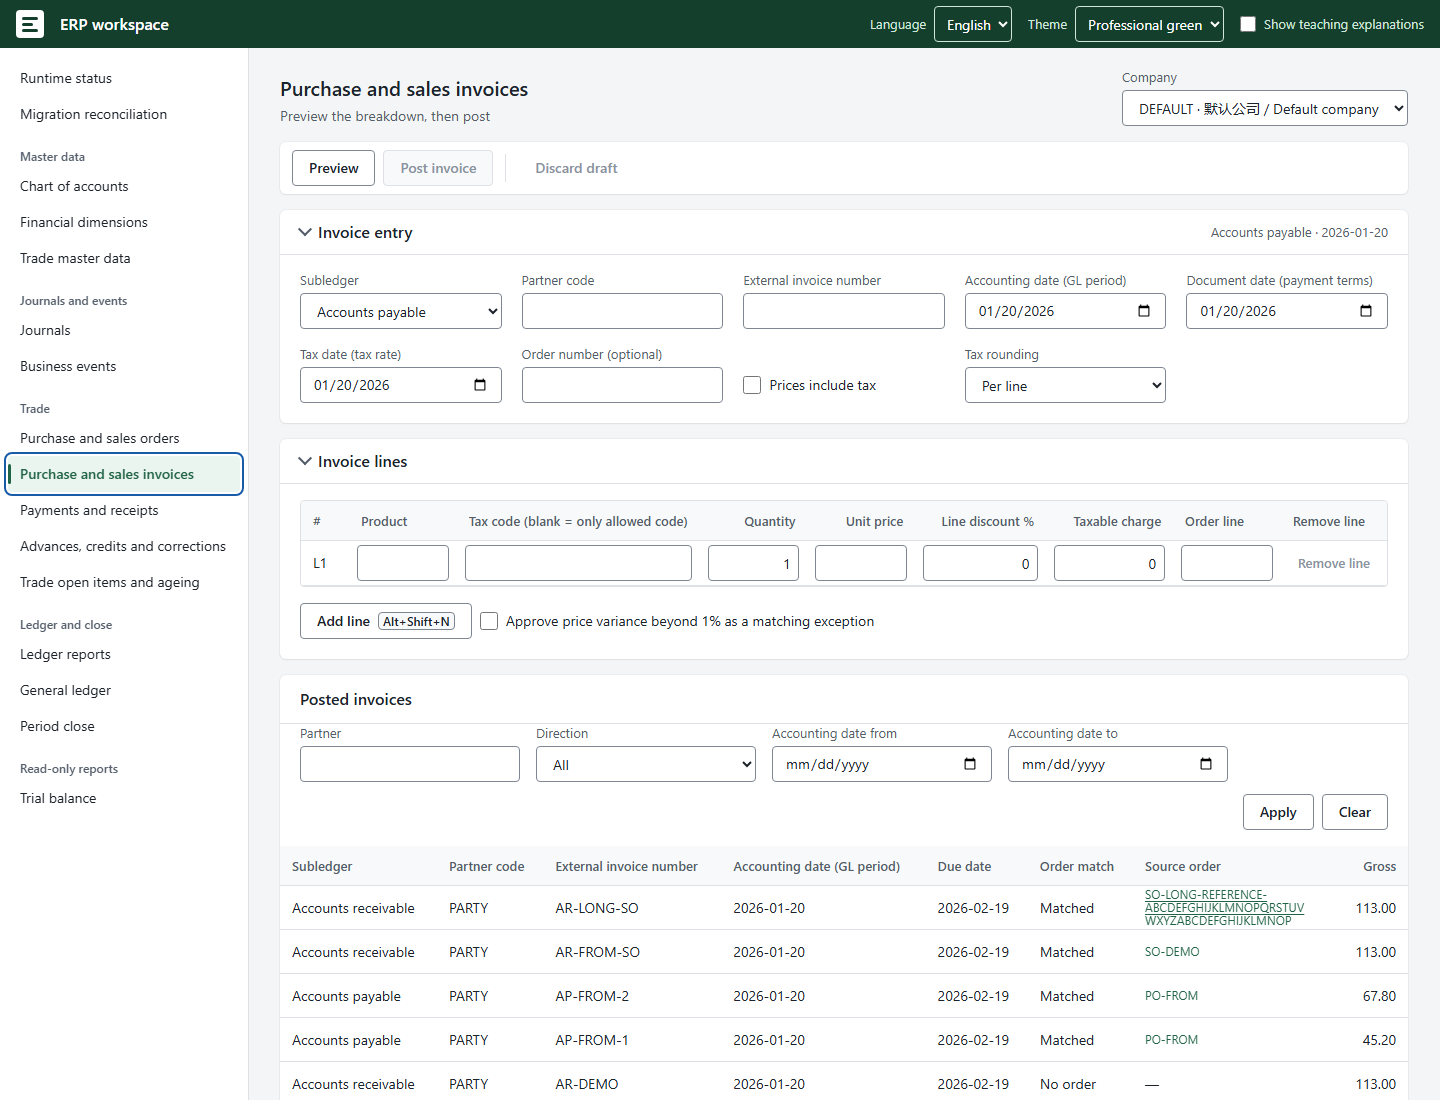 ERP workspace
Language English Theme Professional green Show teaching explanations
Runtime status
Migration reconciliation
Master data
Chart of accounts
Financial dimensions
Trade master data
Journals and events
Journals
Business events
Trade
Purchase and sales orders
Purchase and sales invoices
Payments and receipts
Advances, credits and corrections
Trade open items and ageing
Ledger and close
Ledger reports
General ledger
Period close
Read-only reports
Trial balance
Purchase and sales invoices
Preview the breakdown, then post
Company
DEFAULT · 默认公司 / Default company
Preview Post invoice Discard draft
Invoice entry Accounts payable · 2026-01-20
Subledger Partner code External invoice number Accounting date (GL period) Document date (payment terms)
Accounts payable 01/20/2026 01/20/2026
Tax date (tax rate) Order number (optional) Tax rounding
01/20/2026 Prices include tax Per line
Invoice lines
# Product Tax code (blank = only allowed code) Quantity Unit price Line discount % Taxable charge Order line Remove line
L1 1 0 0 Remove line
Add line Alt+Shift+N Approve price variance beyond 1% as a matching exception
Posted invoices
Partner Direction Accounting date from Accounting date to
All mm/dd/yyyy mm/dd/yyyy
Apply Clear
Subledger Partner code External invoice number Accounting date (GL period) Due date Order match Source order Gross
Accounts receivable PARTY AR-LONG-SO 2026-01-20 2026-02-19 Matched SO-LONG-REFERENCE-
ABCDEFGHIJKLMNOPQRSTUV
WXYZABCDEFGHIJKLMNOP 113.00
Accounts receivable PARTY AR-FROM-SO 2026-01-20 2026-02-19 Matched SO-DEMO 113.00
Accounts payable PARTY AP-FROM-2 2026-01-20 2026-02-19 Matched PO-FROM 67.80
Accounts payable PARTY AP-FROM-1 2026-01-20 2026-02-19 Matched PO-FROM 45.20
Accounts receivable PARTY AR-DEMO 2026-01-20 2026-02-19 No order — 113.00